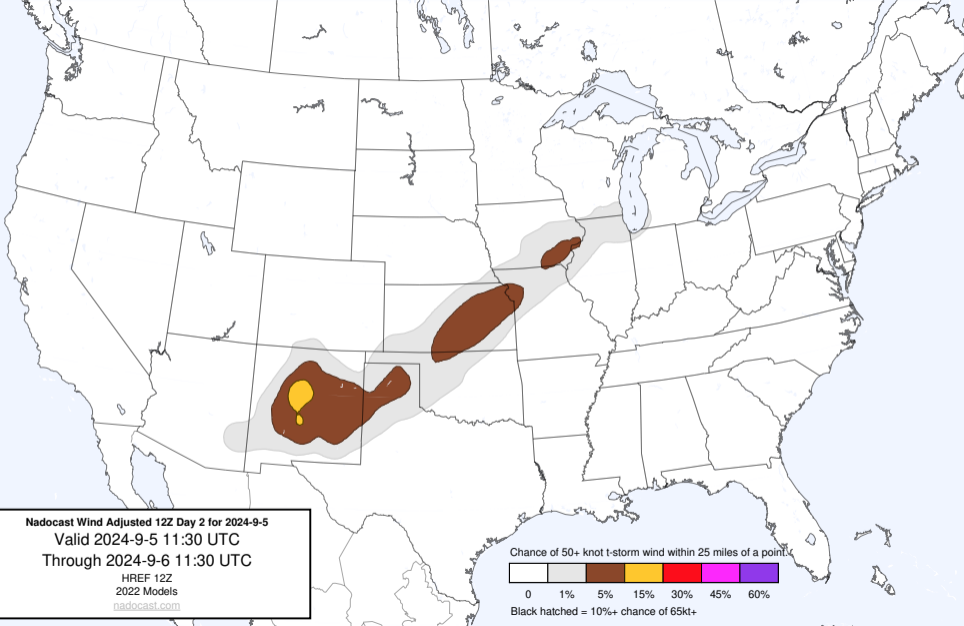 Nadocast Wind Adjusted 12Z Day 2 for 2024-9-5
Valid 2024-9-5 11:30 UTC
Through 2024-9-6 11:30 UTC
HREF 12Z
2022 Models
nadocast.com
Chance of 50+ knot t-storm wind within 25 miles of a point.
0 1% 5% 15% 30% 45% 60%
Black hatched = 10%+ chance of 65kt+